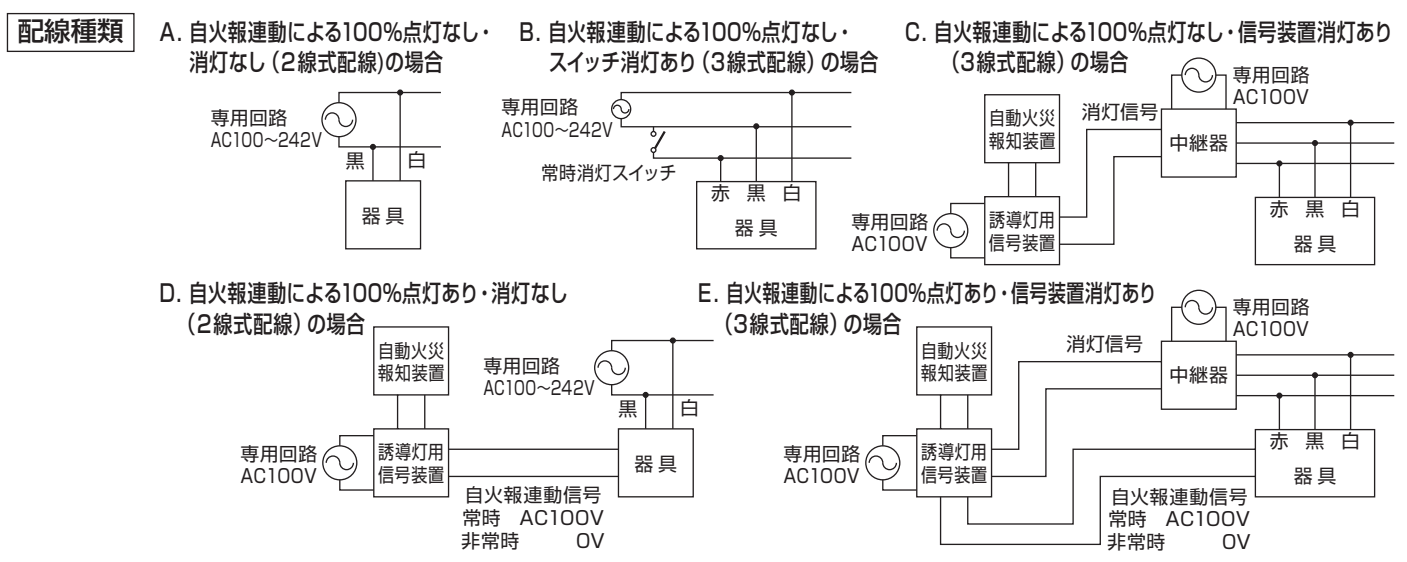 配線種類
A. 自火報連動による100%点灯なし・
消灯なし（2線式配線)の場合
専用回路
AC100～242V
黒 白
器具
B. 自火報連動による100%点灯なし・
スイッチ消灯あり（3線式配線）の場合
専用回路
AC100～242V
常時消灯スイッチ
赤 黒 白
器具
C. 自火報連動による100%点灯なし・信号装置消灯あり
（3線式配線）の場合
専用回路
AC100V
自動火災
報知装置
消灯信号
中継器
専用回路
AC100V
誘導灯用
信号装置
赤 黒 白
器具
D. 自火報連動による100%点灯あり・消灯なし
（2線式配線）の場合
自動火災
報知装置
専用回路
AC100～242V
黒 白
専用回路
AC100V
誘導灯用
信号装置
器具
自火報連動信号
常時 AC100V
非常時 0V
E. 自火報連動による100%点灯あり・信号装置消灯あり
（3線式配線）の場合
専用回路
AC100V
自動火災
報知装置
消灯信号
中継器
専用回路
AC100V
誘導灯用
信号装置
赤 黒 白
器具
自火報連動信号
常時 AC100V
非常時 0V